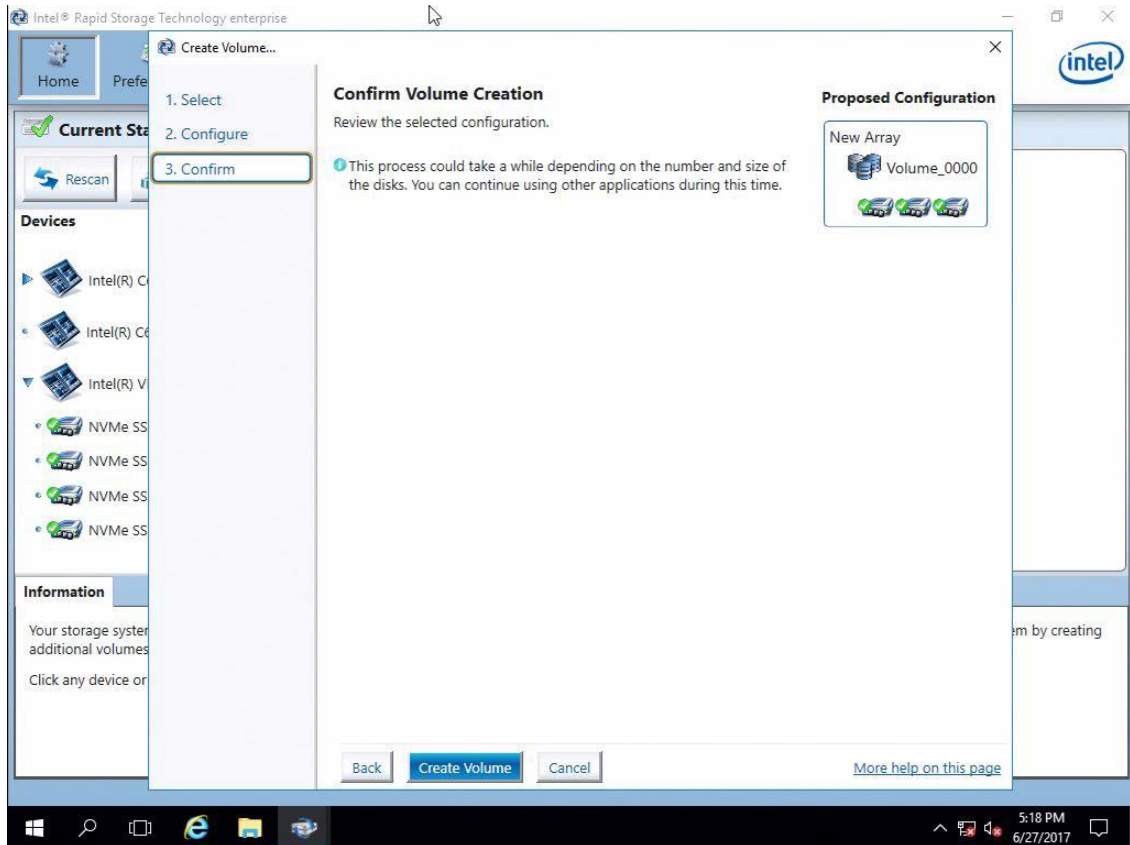 Intel® Rapid Storage Technology enterprise
Home
Prefe
intel
Current Sta
Rescan
Devices
Intel(R) C
Intel(R) C6
Intel(R) V
NVMe SS
NVMe SS
NVMe SS
NVMe SS
Information
Your storage system
additional volumes
Click any device or
em by creating
Create Volume...
1. Select
2. Configure
3. Confirm
Confirm Volume Creation
Review the selected configuration.
This process could take a while depending on the number and size of
the disks. You can continue using other applications during this time.
Proposed Configuration
New Array
Volume_0000
Back
Create Volume
Cancel
More help on this page
5:18 PM
6/27/2017